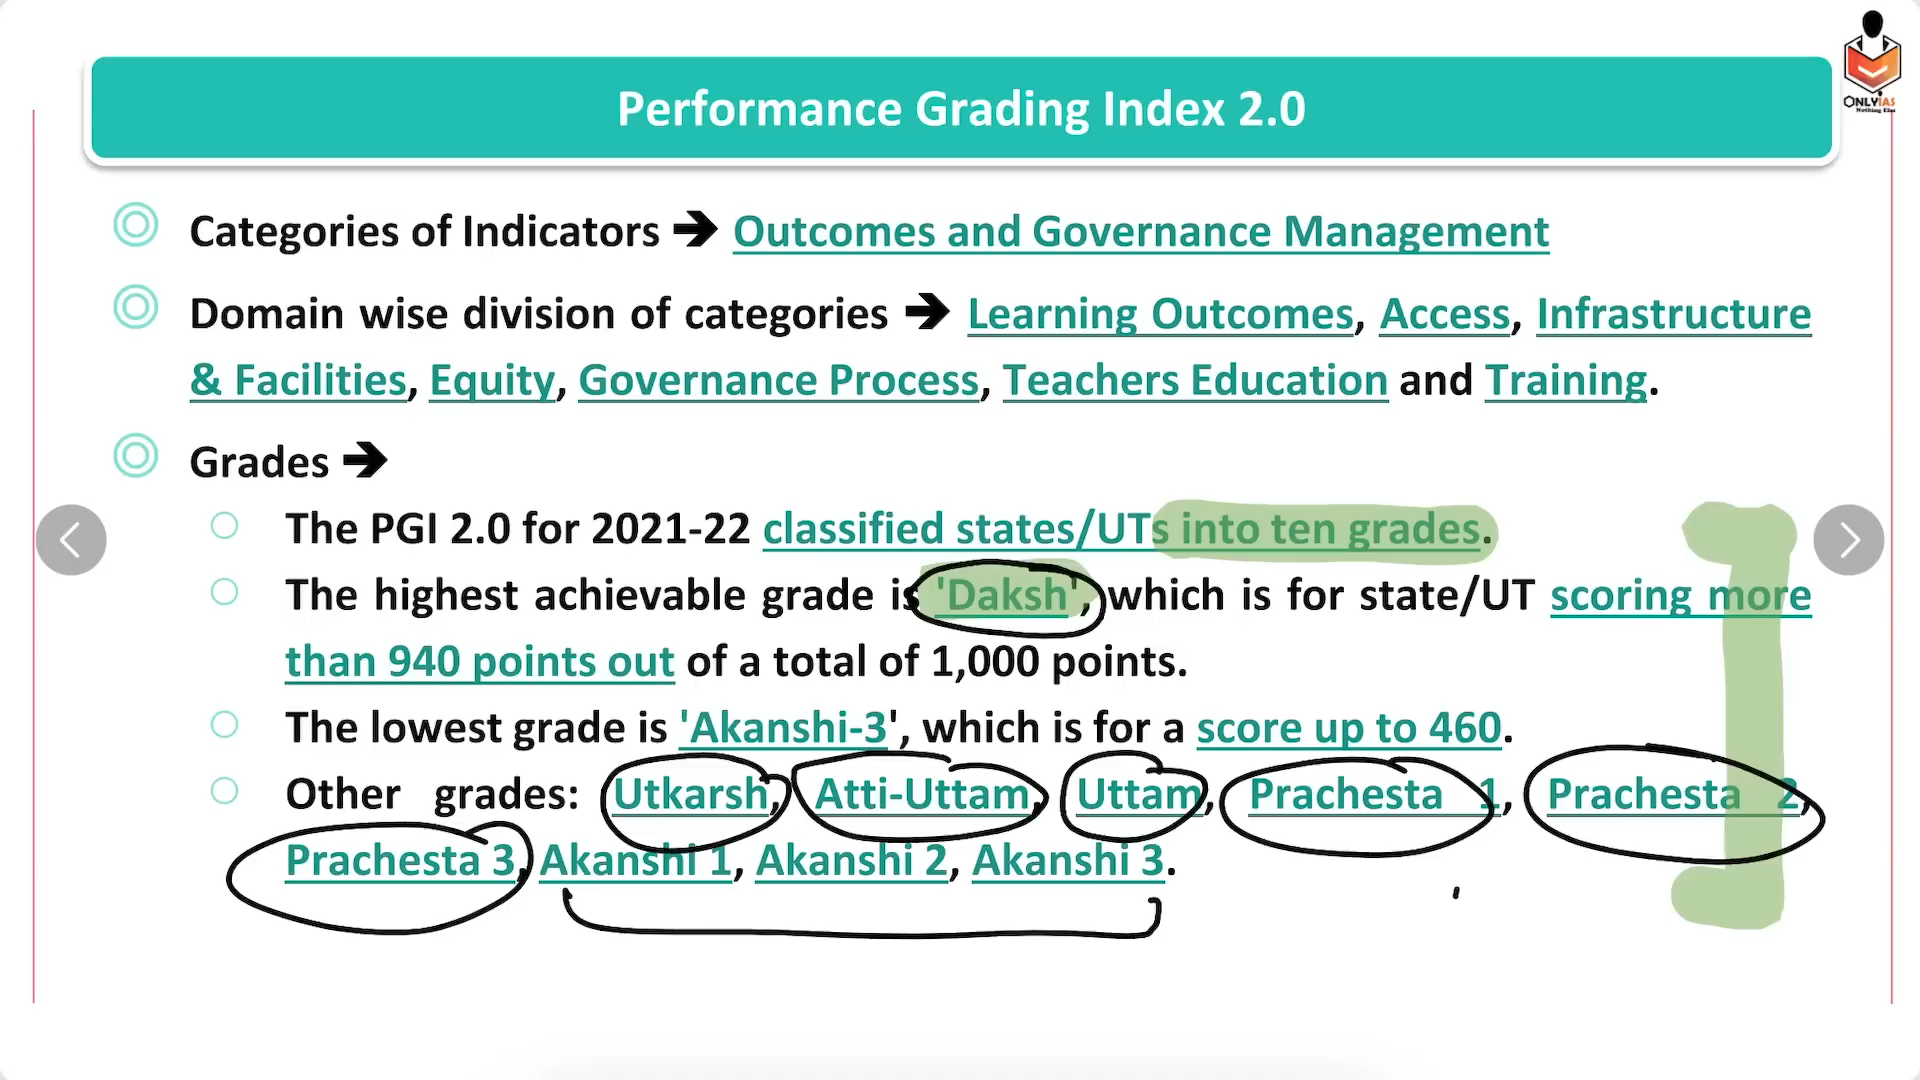 Performance Grading Index 2.0
ONLYIAS
Nothing Else
Categories of Indicators ➔ Outcomes and Governance Management
Domain wise division of categories ➔ Learning Outcomes, Access, Infrastructure
& Facilities, Equity, Governance Process, Teachers Education and Training.
Grades ➔
The PGI 2.0 for 2021-22 classified states/UTs into ten grades.
The highest achievable grade is 'Daksh', which is for state/UT scoring more
than 940 points out of a total of 1,000 points.
The lowest grade is 'Akanshi-3', which is for a score up to 460.
Other grades: Utkarsh, Atti-Uttam, Uttam, Prachesta 1, Prachesta 2,
Prachesta 3, Akanshi 1, Akanshi 2, Akanshi 3.